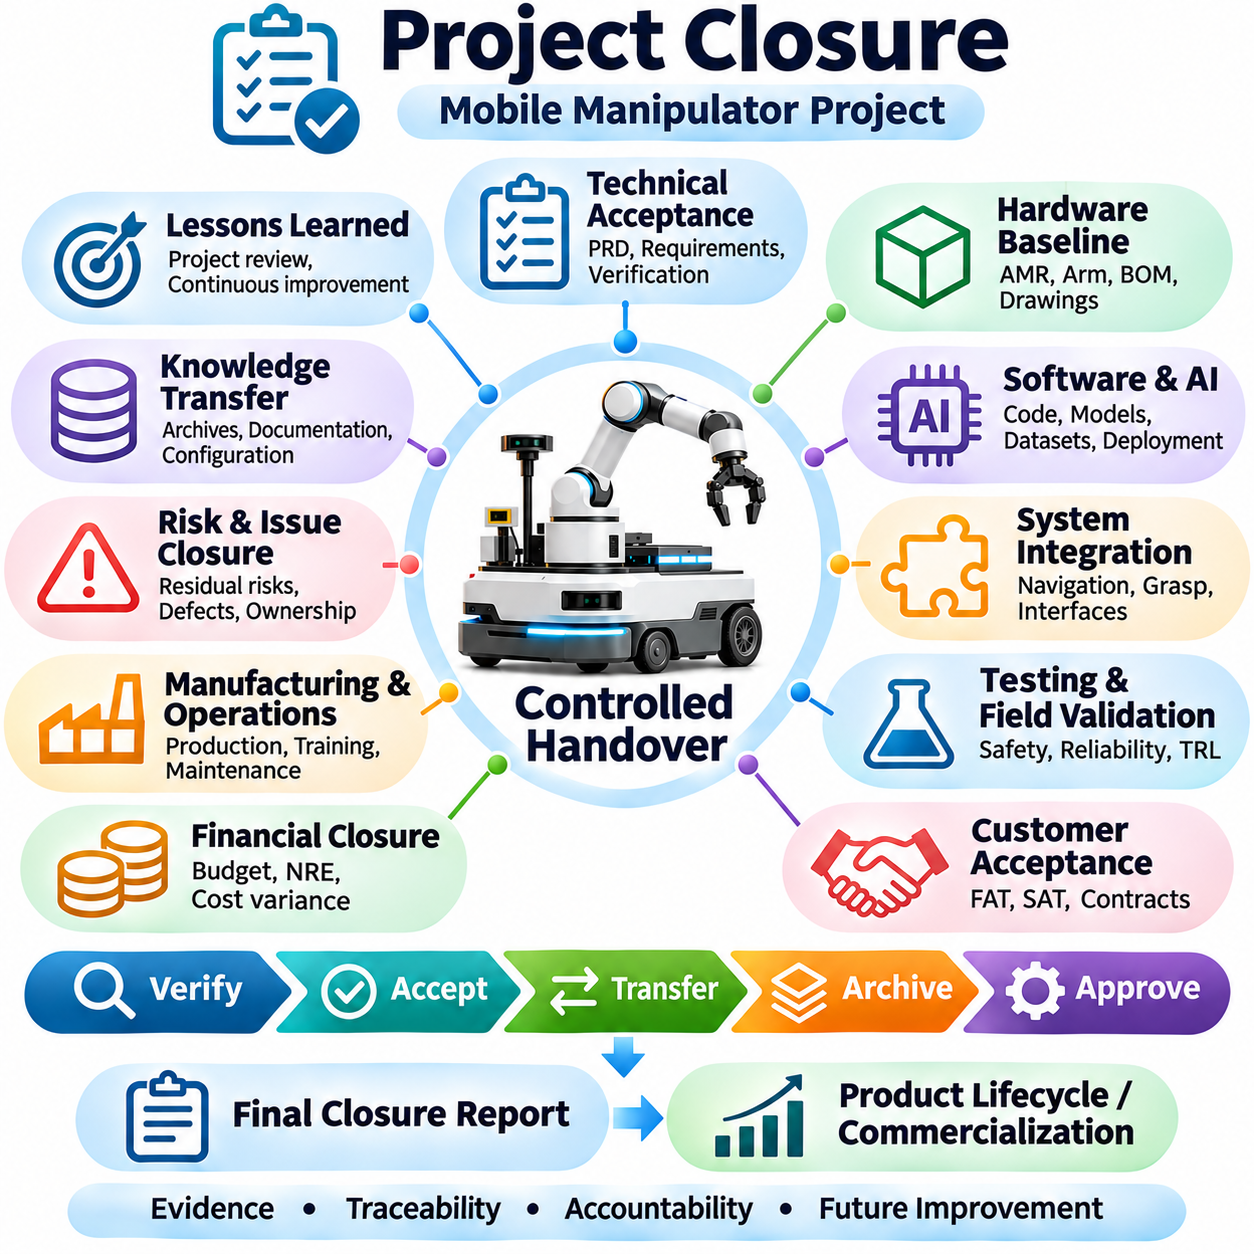 Project Closure
Mobile Manipulator Project
Technical
Acceptance
PRD, Requirements,
Verification
Lessons Learned
Project review,
Continuous improvement
Hardware
Baseline
AMR, Arm, BOM,
Drawings
Knowledge
Transfer
Archives, Documentation,
Configuration
Software & AI
Code, Models,
Datasets, Deployment
AI
Risk & Issue
Closure
Residual risks,
Defects, Ownership
System
Integration
Navigation, Grasp,
Interfaces
Manufacturing &
Operations
Production, Training,
Maintenance
Controlled
Handover
Testing &
Field Validation
Safety, Reliability, TRL
Financial Closure
Budget, NRE,
Cost variance
Customer
Acceptance
FAT, SAT, Contracts
Verify
Accept
Transfer
Archive
Approve
Final Closure Report
Product Lifecycle /
Commercialization
Evidence • Traceability • Accountability • Future Improvement